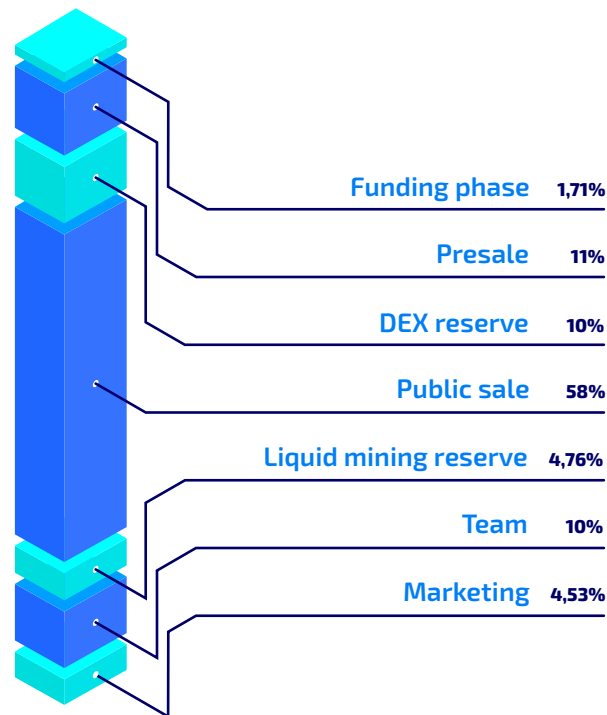 Funding phase 1,71%
Presale 11%
DEX reserve 10%
Public sale 58%
Liquid mining reserve 4,76%
Team 10%
Marketing 4,53%